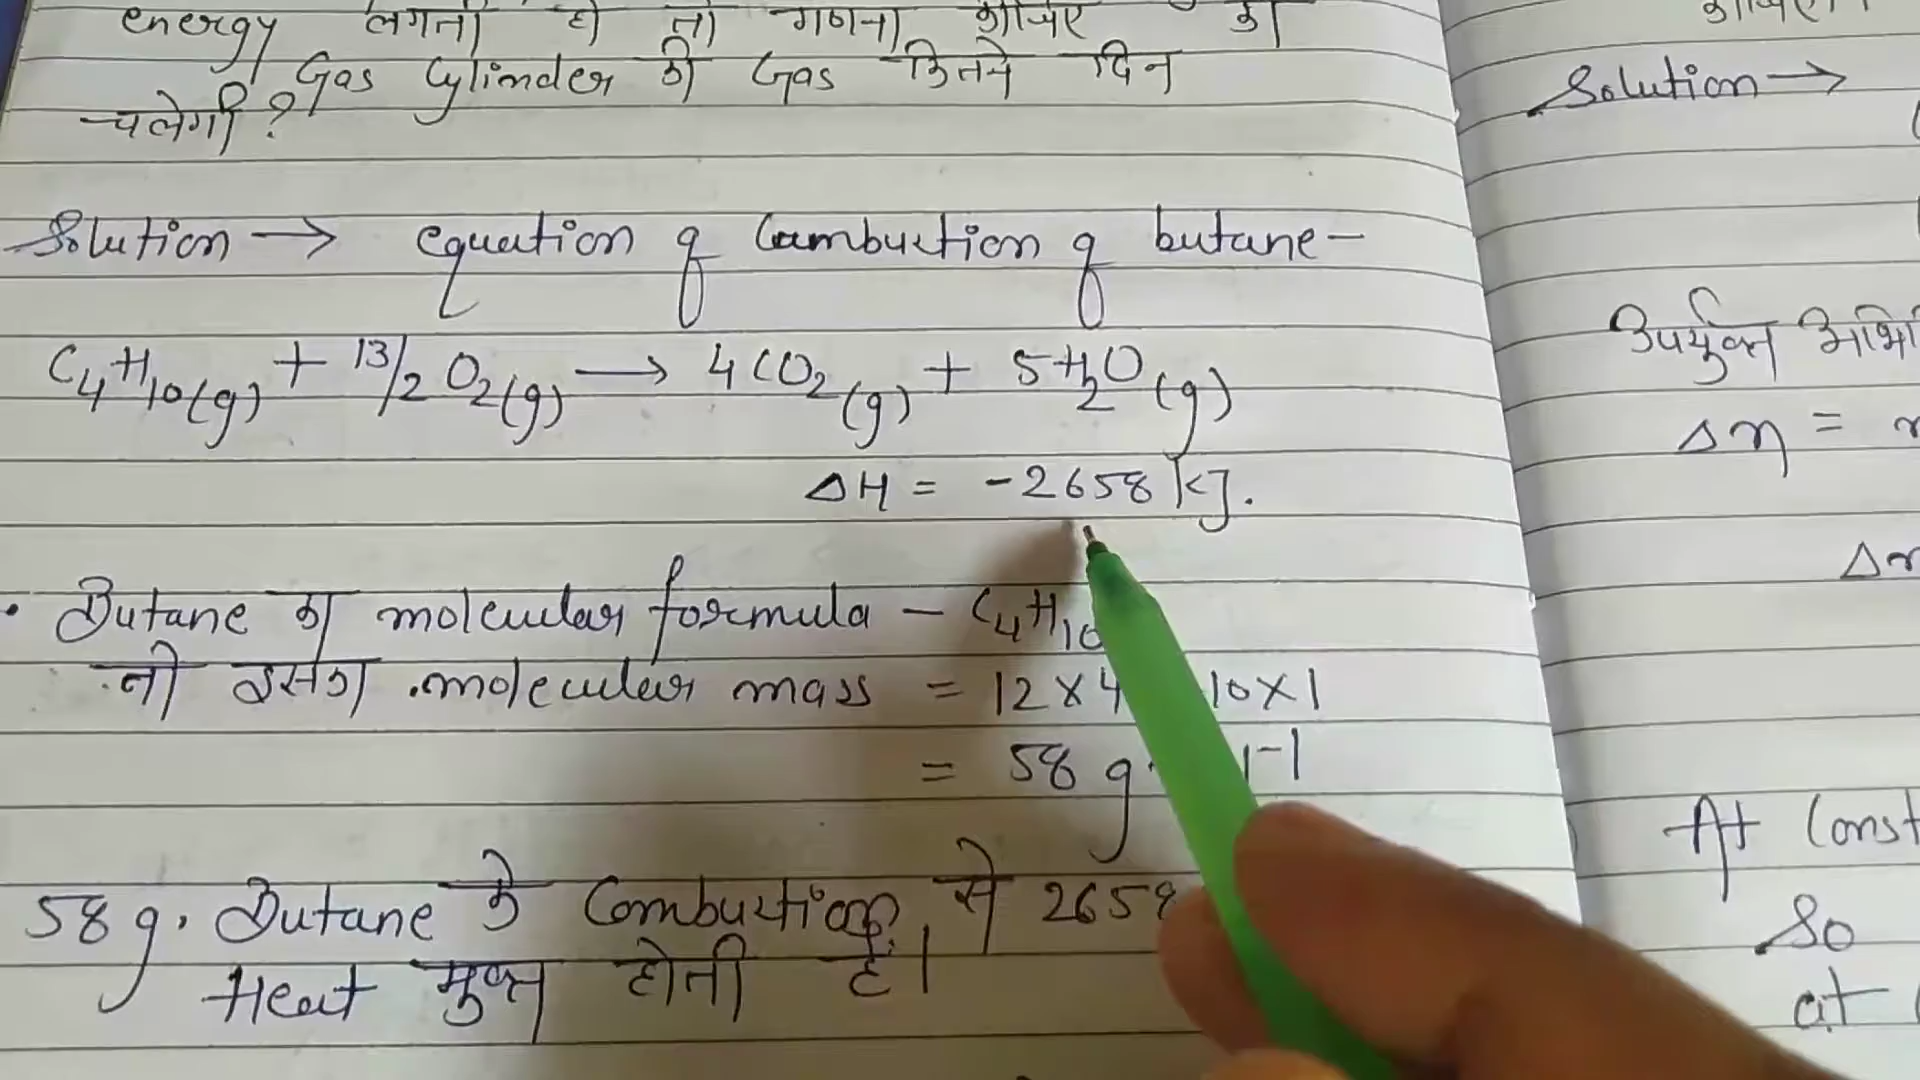 energy लगती हो तो गणना कीजिए
Gas Cylinder की Gas कितने दिन
चलेगी?
Solution → equation of Combustion of butane –
C4H10(g) + 13/2 O2(g) → 4CO2(g) + 5H2O(g)
ΔH = -2658 kJ.
• Butane का molecular formula – C4H10
तो इसका molecular mass = 12 × 4 10 × 1
= 58 g
58 g. Butane के Combustion से 2658
Heat मुक्त होती है।
Solution →
उपर्युक्त
Δη =
At Const
So
at